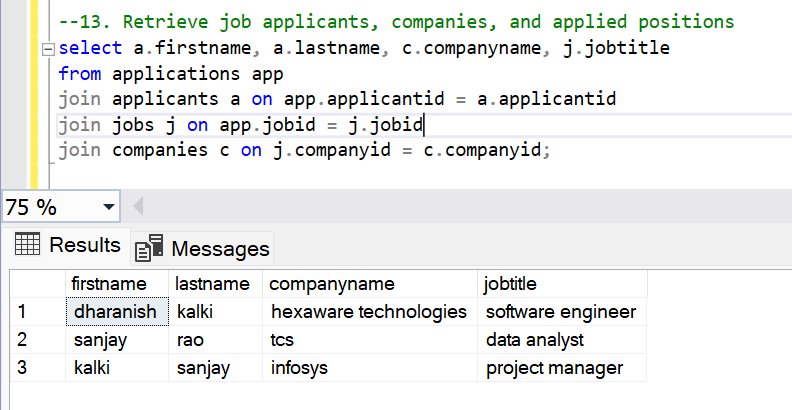 --13. Retrieve job applicants, companies, and applied positions
select a.firstname, a.lastname, c.companyname, j.jobtitle
from applications app
join applicants a on app.applicantid = a.applicantid
join jobs j on app.jobid = j.jobid
join companies c on j.companyid = c.companyid;
75 %
Results Messages
firstname lastname companyname jobtitle
1 dharanish kalki hexaware technologies software engineer
2 sanjay rao tcs data analyst
3 kalki sanjay infosys project manager